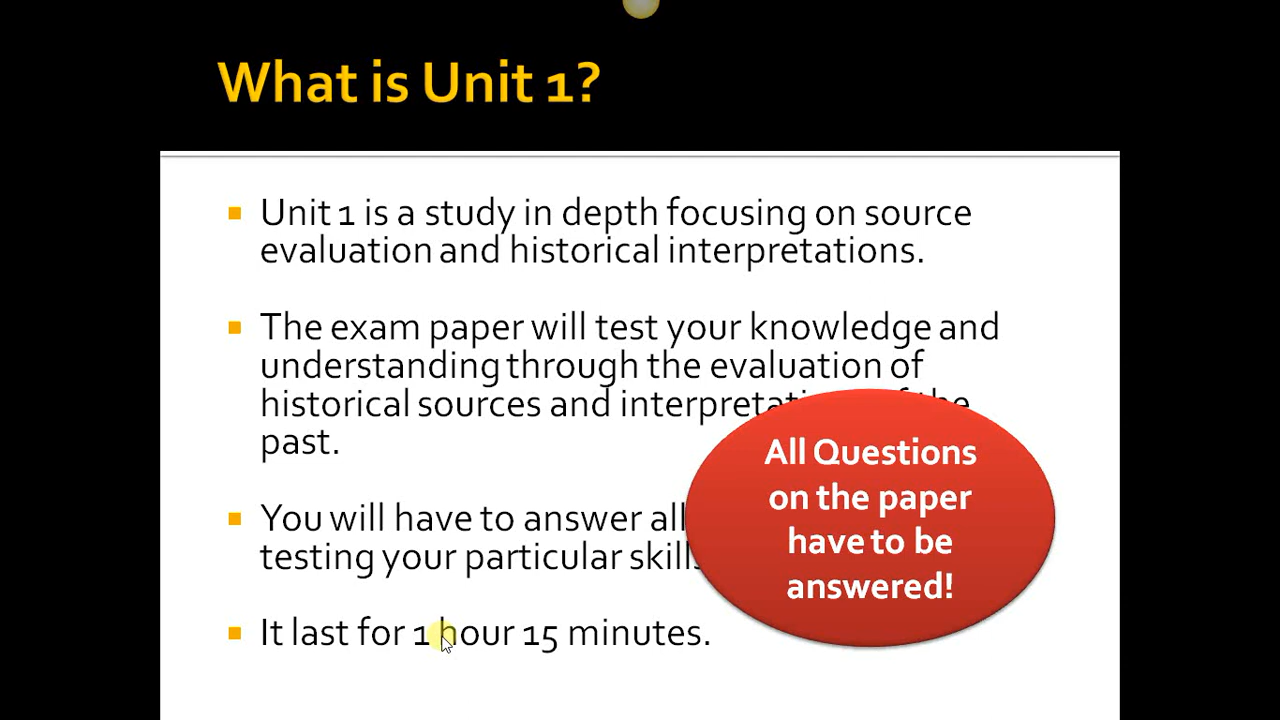 What is Unit 1?
Unit 1 is a study in depth focusing on source
evaluation and historical interpretations.
The exam paper will test your knowledge and
understanding through the evaluation of
historical sources and the
past.
You will have to answer all
testing your particular
It last for 1 hour 15 minutes.
All Questions
on the paper
have to be
answered!